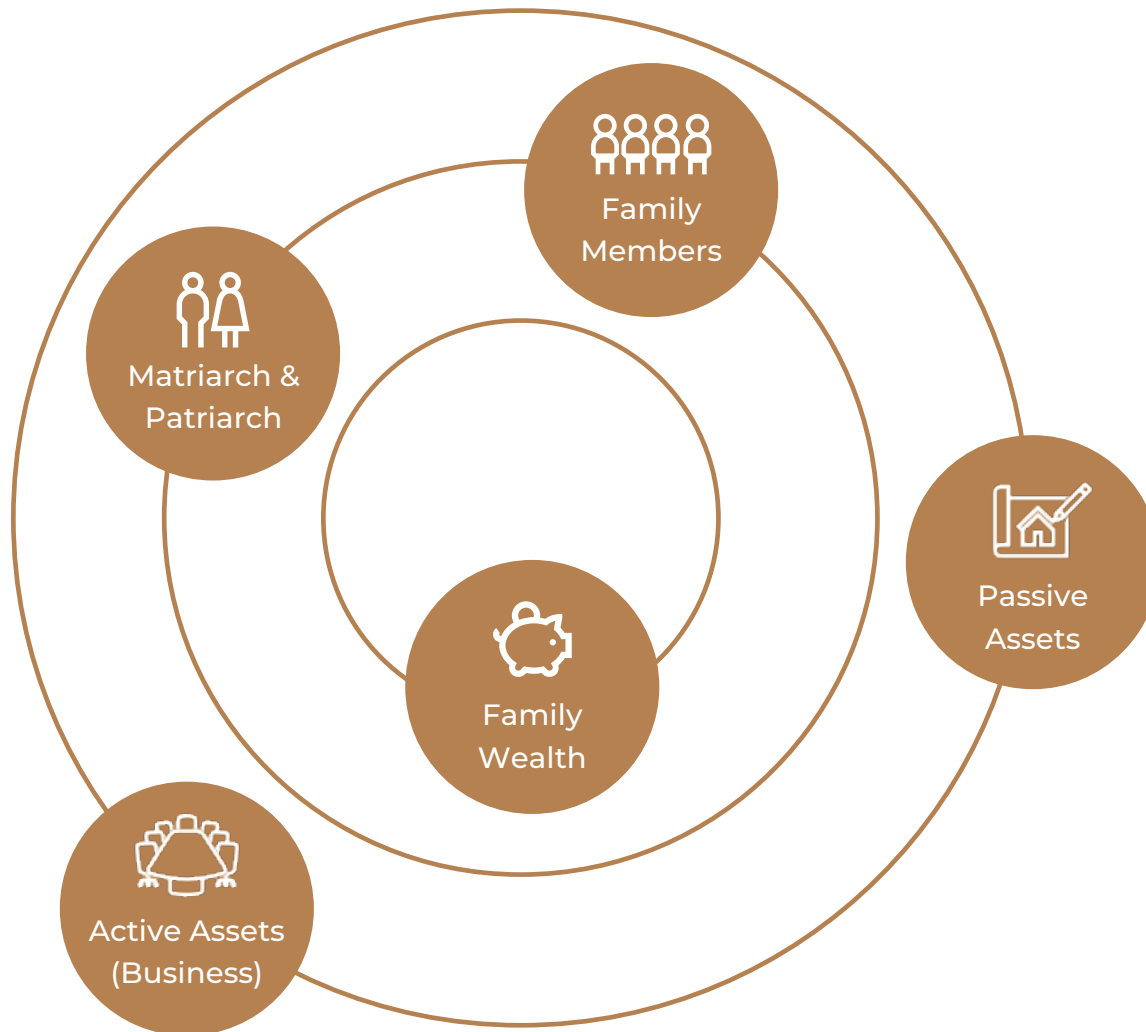 Family
Members
Matriarch &
Patriarch
Passive
Assets
Family
Wealth
Active Assets
(Business)